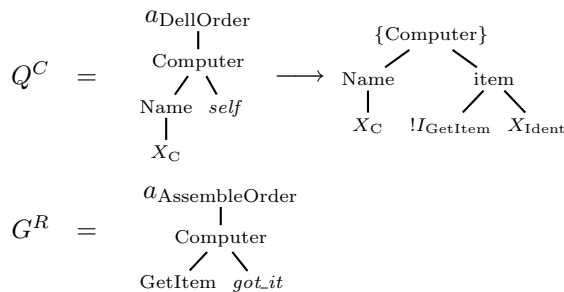 a_DellOrder
Computer {Computer}
Q^C = ⟶ Name item
Name self
X_C !I_GetItem X_Ident
X_C
a_AssembleOrder
G^R = Computer
GetItem got_it